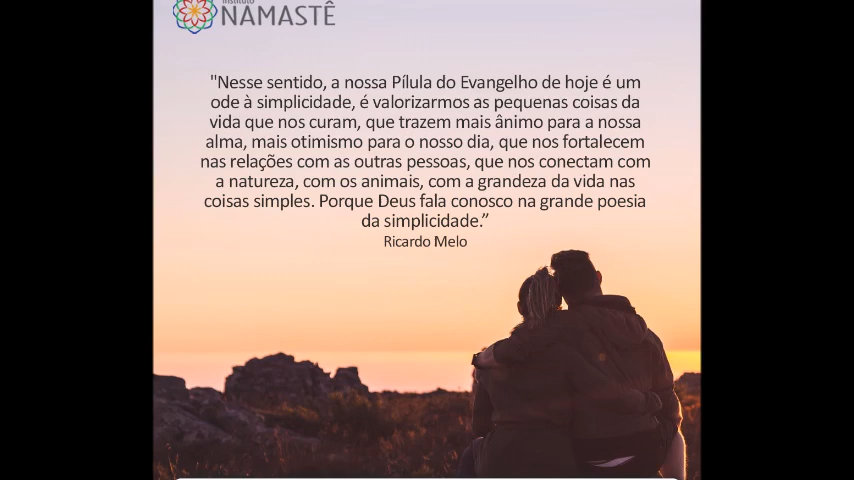 Instituto
NAMASTÊ
"Nesse sentido, a nossa Pílula do Evangelho de hoje é um
ode à simplicidade, é valorizarmos as pequenas coisas da
vida que nos curam, que trazem mais ânimo para a nossa
alma, mais otimismo para o nosso dia, que nos fortalecem
nas relações com as outras pessoas, que nos conectam com
a natureza, com os animais, com a grandeza da vida nas
coisas simples. Porque Deus fala conosco na grande poesia
da simplicidade.”
Ricardo Melo